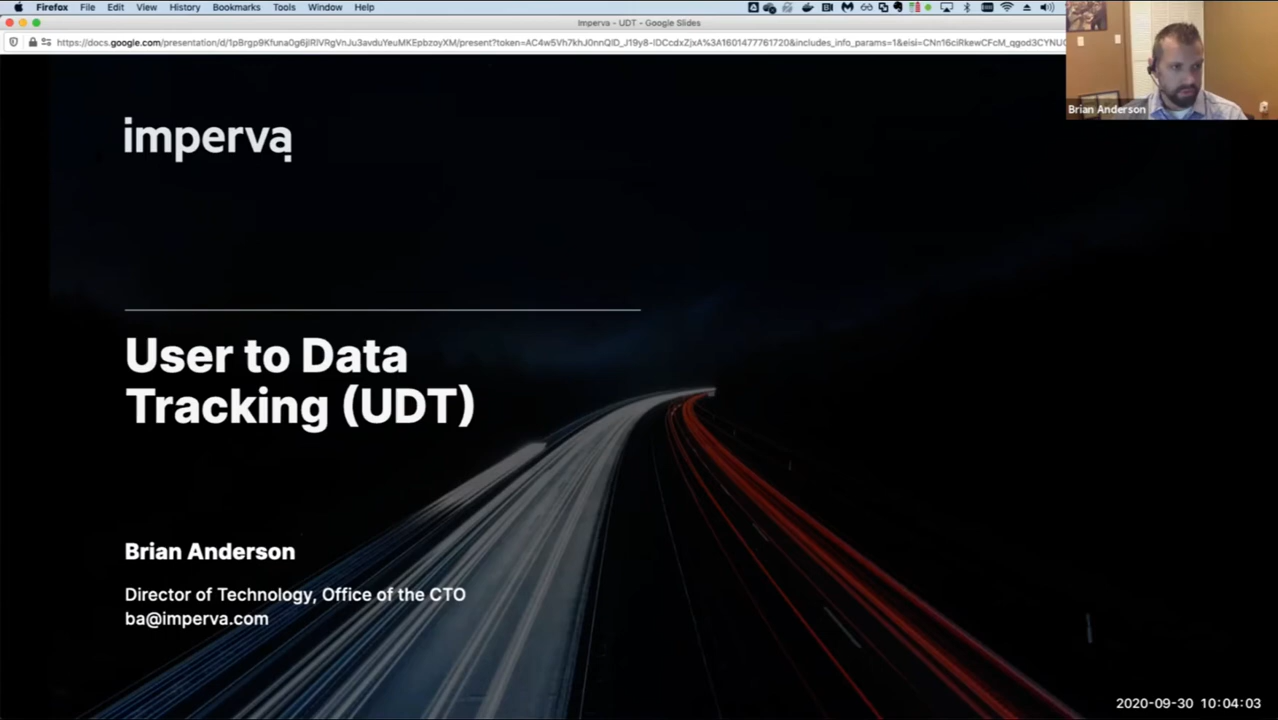 Firefox File Edit View History Bookmarks Tools Window Help
Imperva - UDT - Google Slides
Brian Anderson
imperva
User to Data
Tracking (UDT)
Brian Anderson
Director of Technology, Office of the CTO
ba@imperva.com
2020-09-30 10:04:03